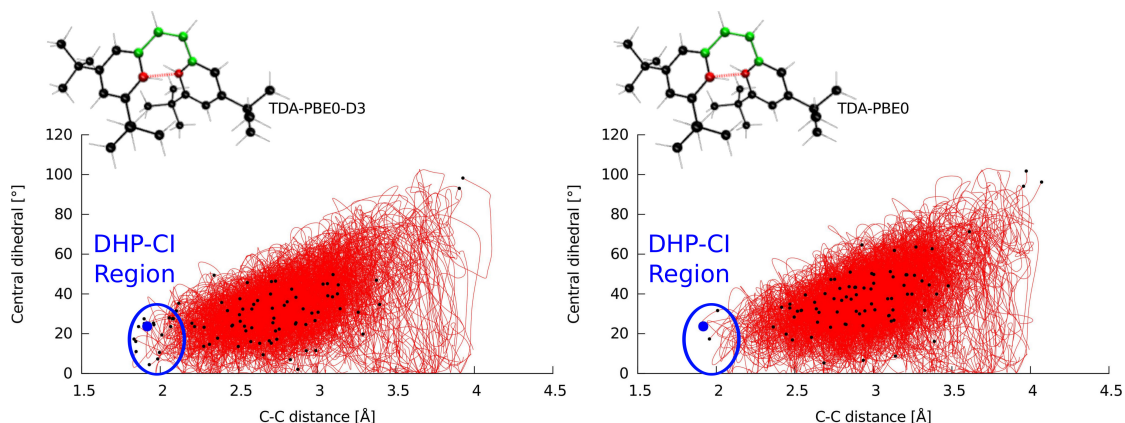 TDA-PBE0-D3
120
100
80
60
40
20
0
Central dihedral [°]
DHP-CI
Region
1.5 2 2.5 3 3.5 4 4.5
C-C distance [Å]
TDA-PBE0
120
100
80
60
40
20
0
Central dihedral [°]
DHP-CI
Region
1.5 2 2.5 3 3.5 4 4.5
C-C distance [Å]